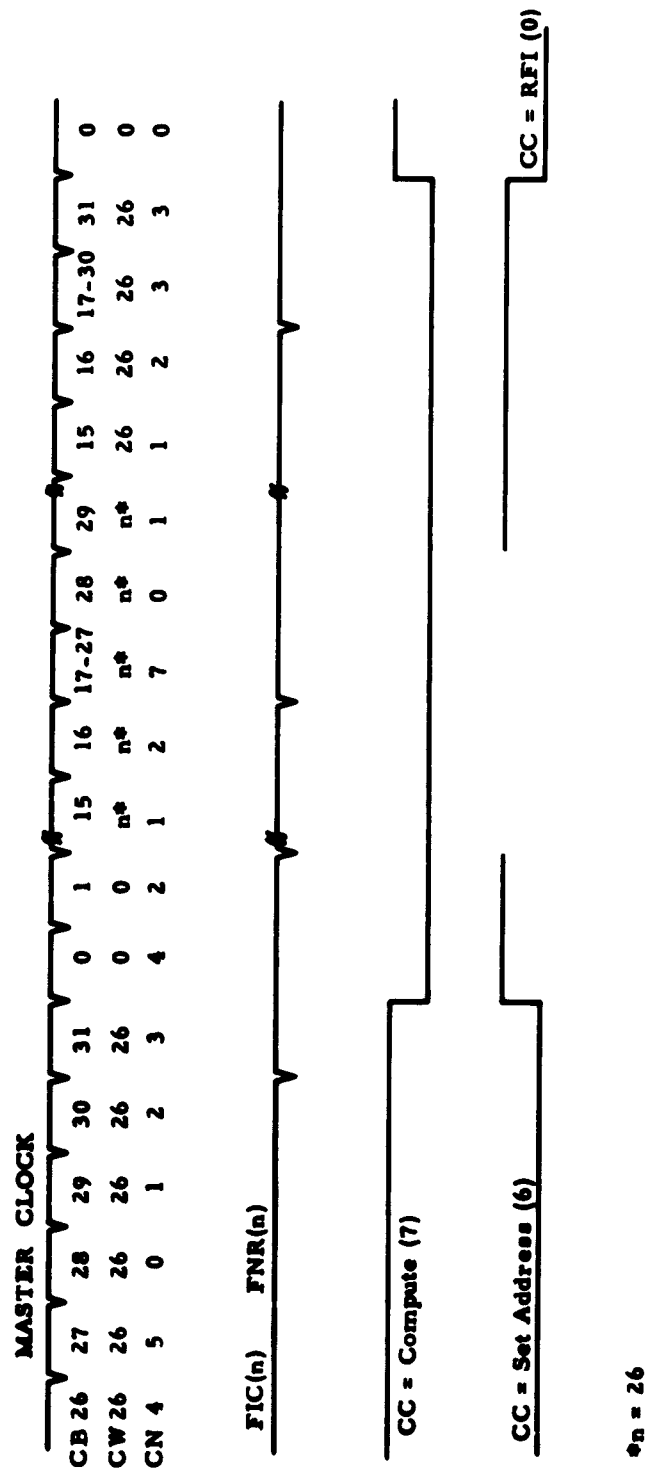 MASTER CLOCK
CB 26 27 28 29 30 31 0 1 15 16 17-27 28 29 15 16 17-30 31 0
CW 26 26 26 26 26 26 0 0 n* n* n* n* n* 26 26 26 26 0
CN 4 5 0 1 2 3 4 2 1 2 7 0 1 1 2 3 3 0
FIC(n) FNR(n)
CC = Compute (7)
CC = Set Address (6)
CC = RFI (0)
*n = 26